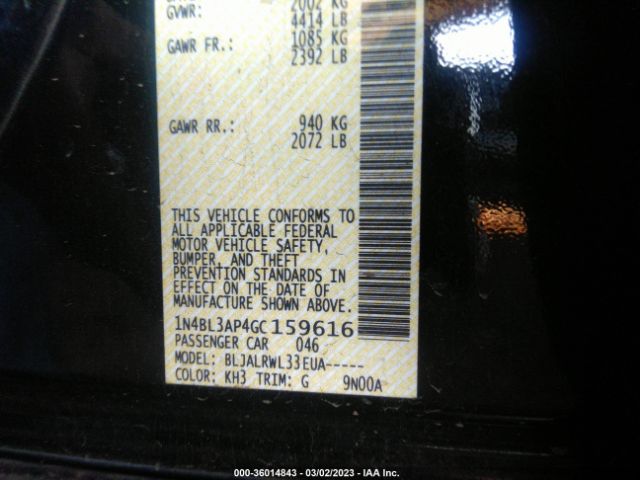 GVWR: 2002 KG
4414 LB
GAWR FR.: 1085 KG
2392 LB
GAWR RR.: 940 KG
2072 LB
THIS VEHICLE CONFORMS TO
ALL APPLICABLE FEDERAL
MOTOR VEHICLE SAFETY,
BUMPER, AND THEFT
PREVENTION STANDARDS IN
EFFECT ON THE DATE OF
MANUFACTURE SHOWN ABOVE.
1N4BL3AP4GC159616
PASSENGER CAR 046
MODEL: BLJALRWL33EUA-----
COLOR: KH3 TRIM: G 9N00A
000-36014843 - 03/02/2023 - IAA Inc.